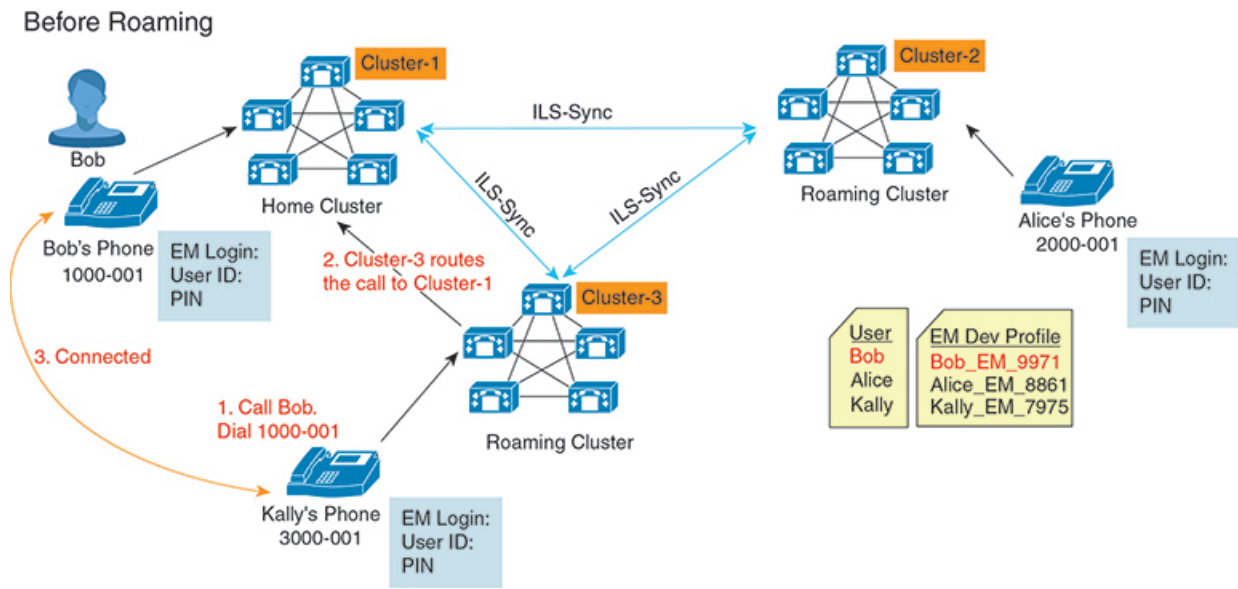 Before Roaming
Cluster-1
Cluster-2
Bob
ILS-Sync
Home Cluster
Roaming Cluster
Bob's Phone
1000-001
EM Login:
User ID:
PIN
ILS-Sync
ILS-Sync
Alice's Phone
2000-001
EM Login:
User ID:
PIN
2. Cluster-3 routes
the call to Cluster-1
Cluster-3
3. Connected
User
Bob
Alice
Kally
EM Dev Profile
Bob_EM_9971
Alice_EM_8861
Kally_EM_7975
1. Call Bob.
Dial 1000-001
Roaming Cluster
Kally's Phone
3000-001
EM Login:
User ID:
PIN